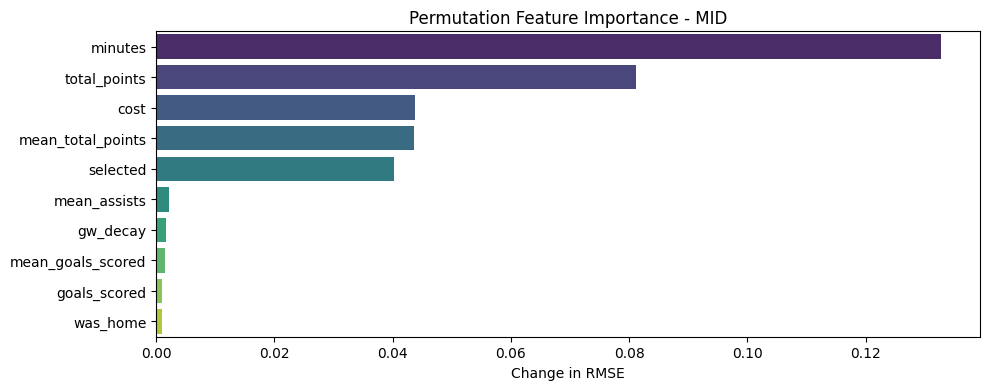 Permutation Feature Importance - MID
minutes
total_points
cost
mean_total_points
selected
mean_assists
gw_decay
mean_goals_scored
goals_scored
was_home
0.00 0.02 0.04 0.06 0.08 0.10 0.12
Change in RMSE